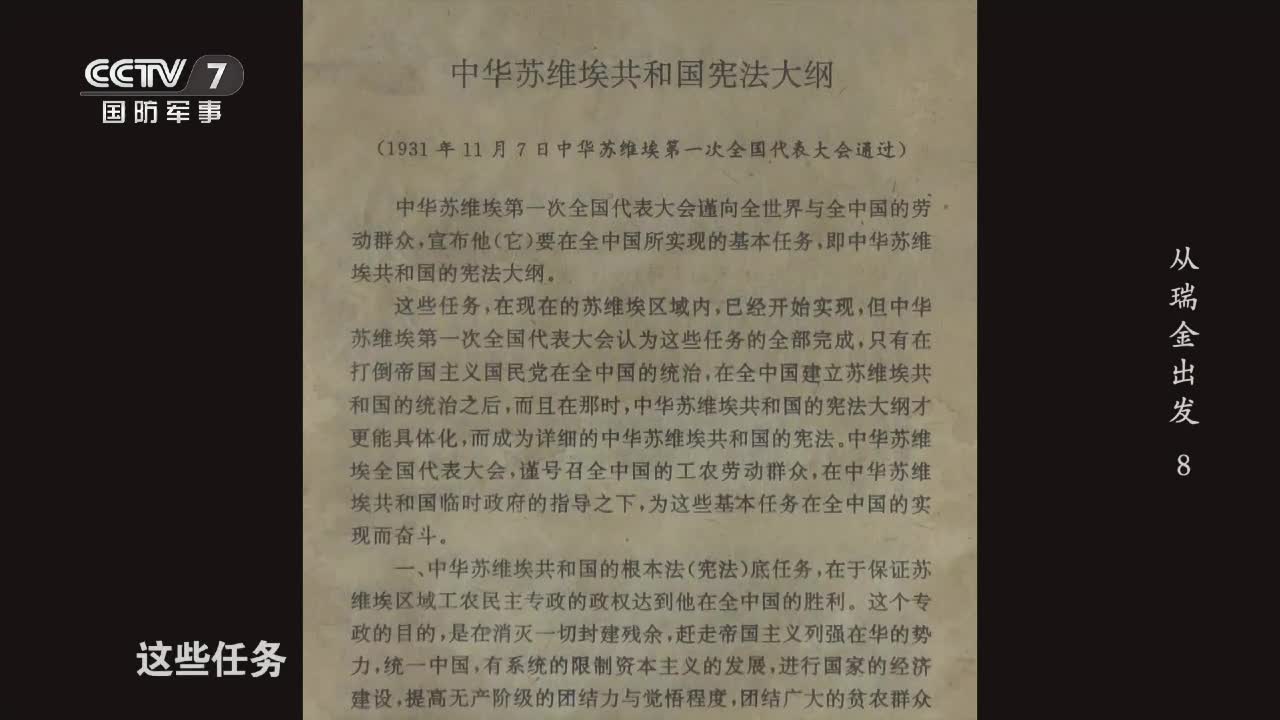 CCTV 7
国防军事
中华苏维埃共和国宪法大纲
(1931年11月7日中华苏维埃第一次全国代表大会通过)
中华苏维埃第一次全国代表大会谨向全世界与全中国的劳
动群众,宣布他(它)要在全中国所实现的基本任务,即中华苏维
埃共和国的宪法大纲。
这些任务,在现在的苏维埃区域内,已经开始实现,但中华
苏维埃第一次全国代表大会认为这些任务的全部完成,只有在
打倒帝国主义国民党在全中国的统治,在全中国建立苏维埃共
和国的统治之后,而且在那时,中华苏维埃共和国的宪法大纲才
更能具体化,而成为详细的中华苏维埃共和国的宪法。中华苏维
埃全国代表大会,谨号召全中国的工农劳动群众,在中华苏维
埃共和国临时政府的指导之下,为这些基本任务在全中国的实
现而奋斗。
一、中华苏维埃共和国的根本法(宪法)底任务,在于保证苏
维埃区域工农民主专政的政权达到他在全中国的胜利。这个专
政的目的,是在消灭一切封建残余,赶走帝国主义列强在华的势
力,统一中国,有系统的限制资本主义的发展,进行国家的经济
建设,提高无产阶级的团结力与觉悟程度,团结广大的贫农群众
这些任务
从瑞金出发 8